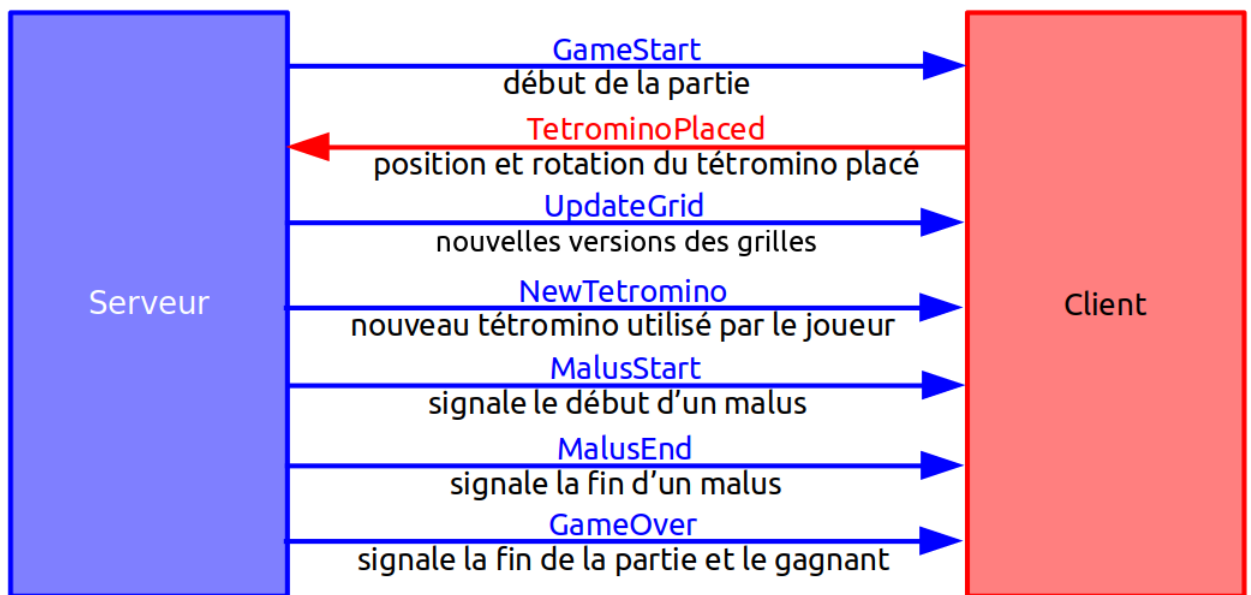 GameStart
début de la partie
TetrominoPlaced
position et rotation du tétromino placé
UpdateGrid
nouvelles versions des grilles
Serveur
NewTetromino
Client
nouveau tétromino utilisé par le joueur
MalusStart
signale le début d’un malus
MalusEnd
signale la fin d’un malus
GameOver
signale la fin de la partie et le gagnant